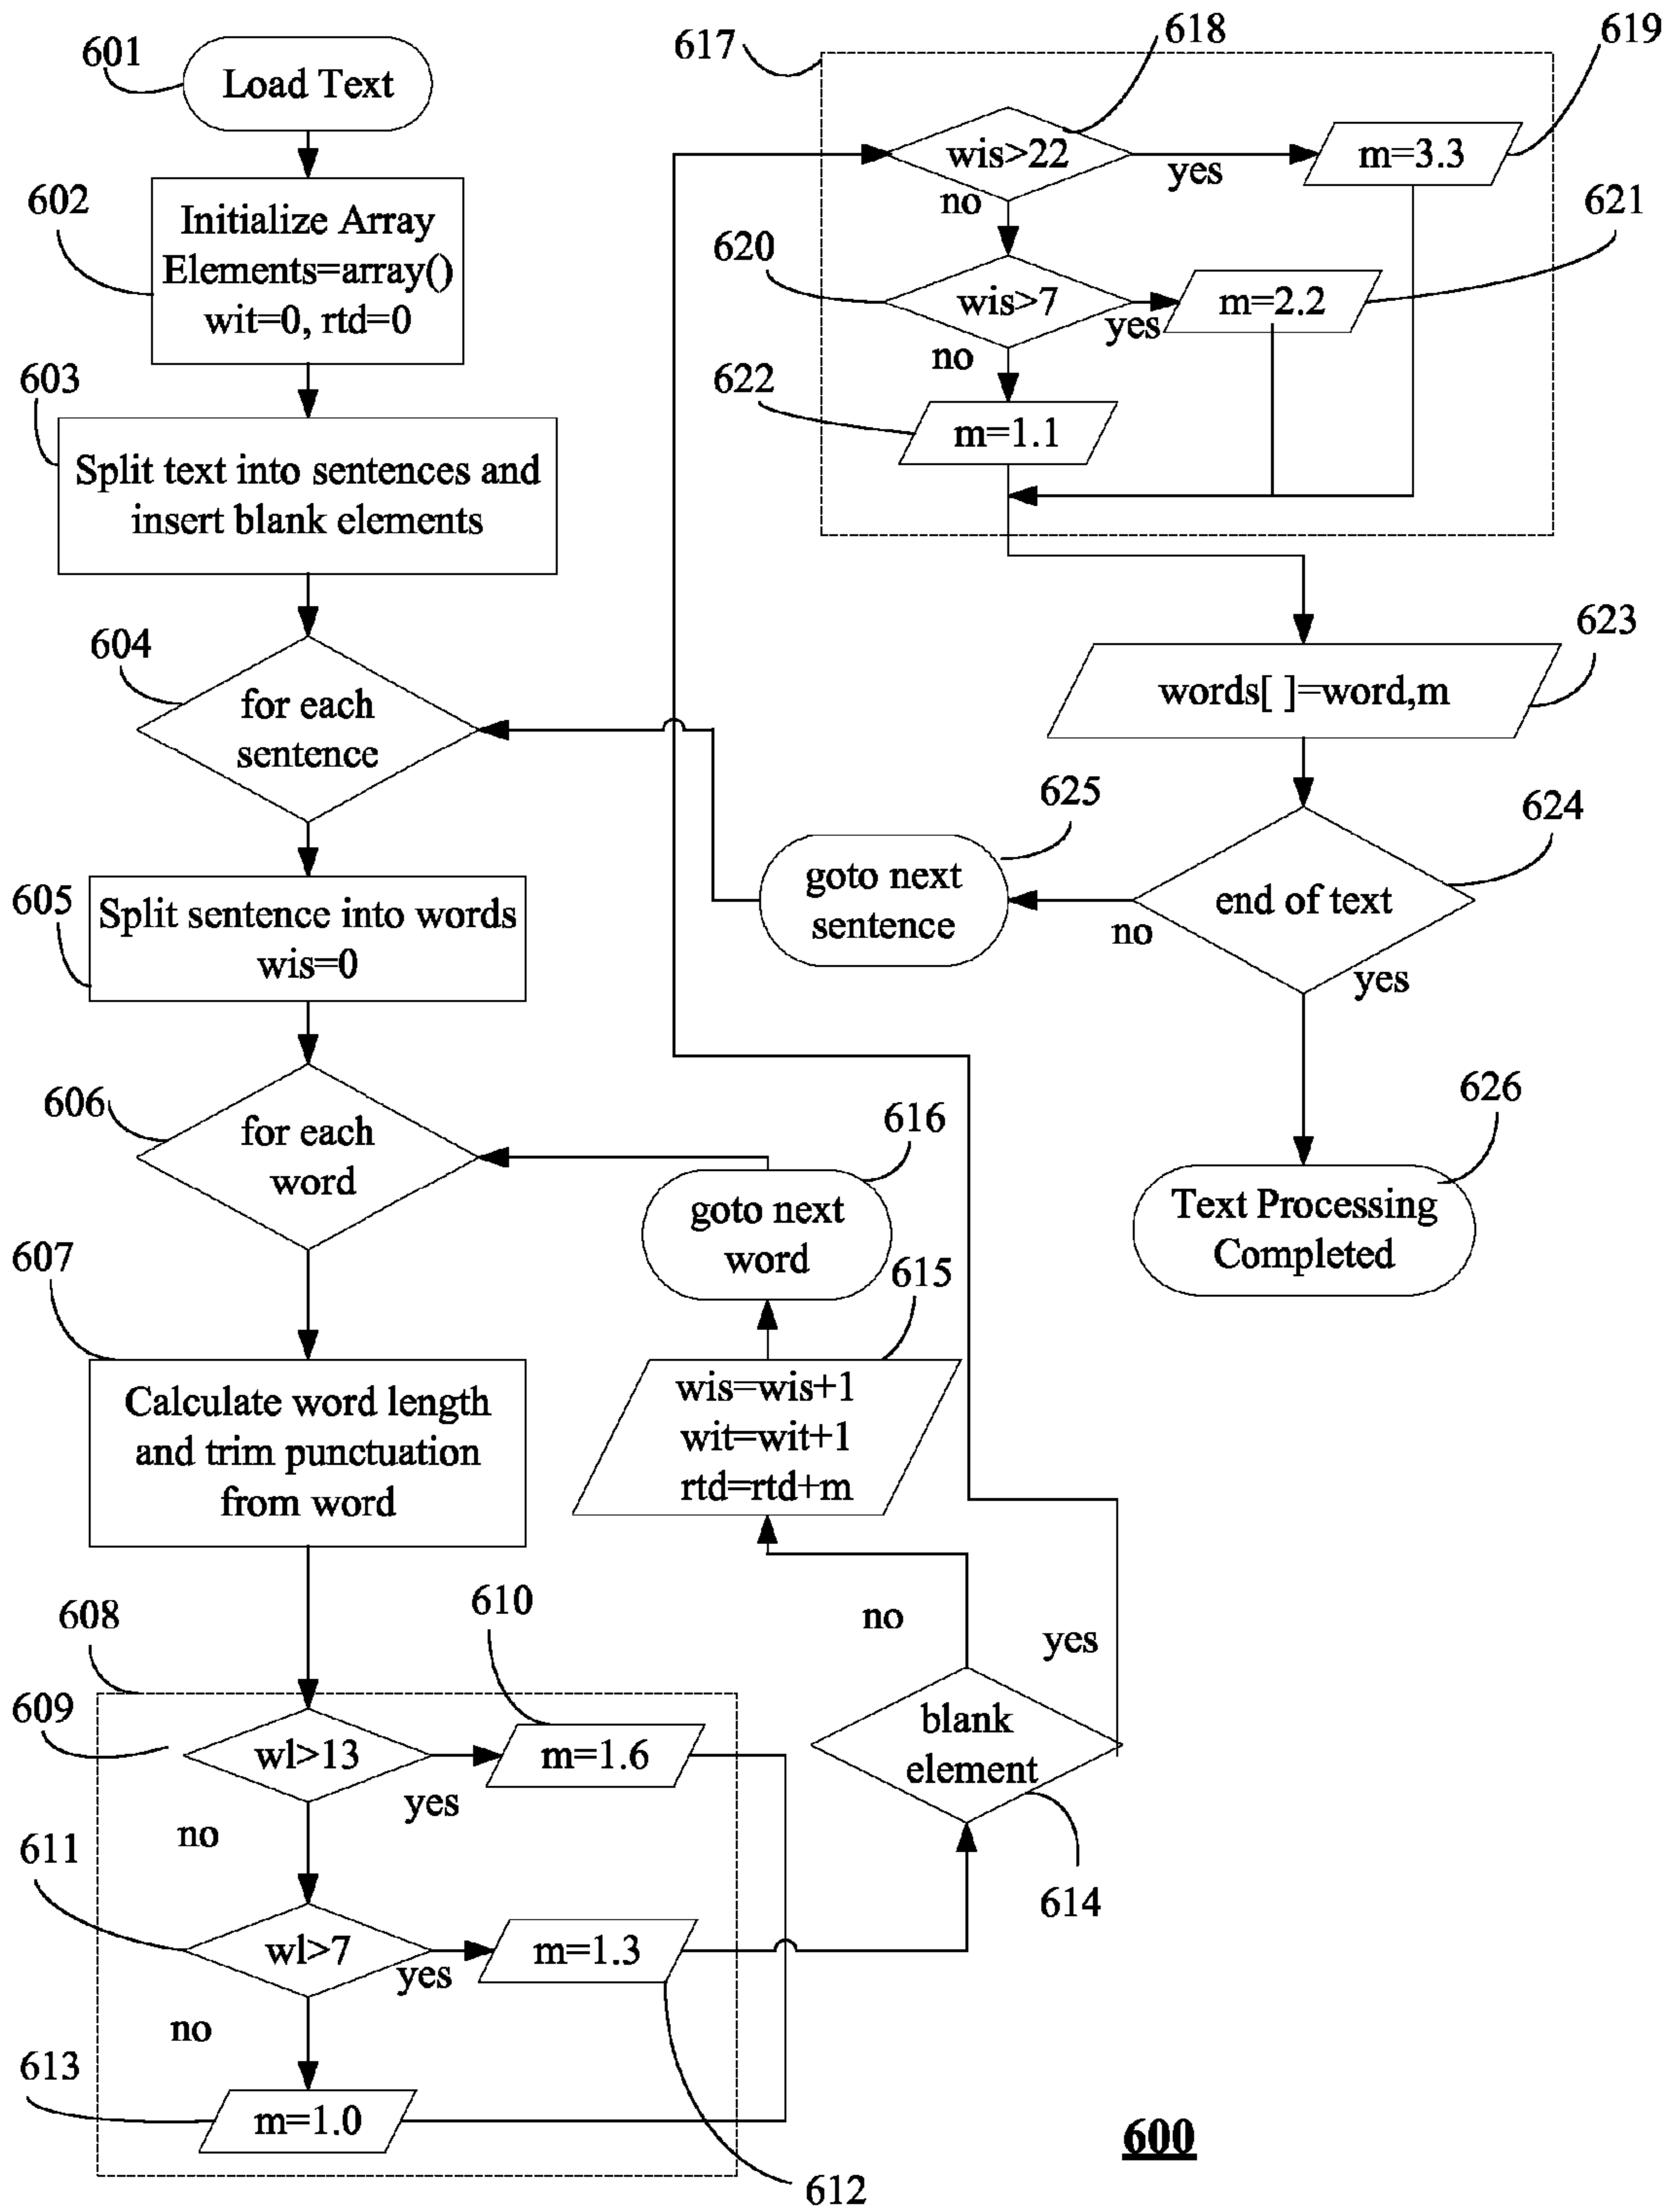 601
Load Text
602
Initialize Array
Elements=array()
wit=0, rtd=0
603
Split text into sentences and
insert blank elements
604
for each
sentence
605
Split sentence into words
wis=0
606
for each
word
607
Calculate word length
and trim punctuation
from word
608
609
wl>13
yes
610
m=1.6
no
611
wl>7
yes
m=1.3
612
no
613
m=1.0
blank
element
614
no
yes
615
wis=wis+1
wit=wit+1
rtd=rtd+m
616
goto next
word
617
618
wis>22
yes
619
m=3.3
no
620
wis>7
yes
621
m=2.2
no
622
m=1.1
623
words[ ]=word,m
624
end of text
no
625
goto next
sentence
yes
626
Text Processing
Completed
600